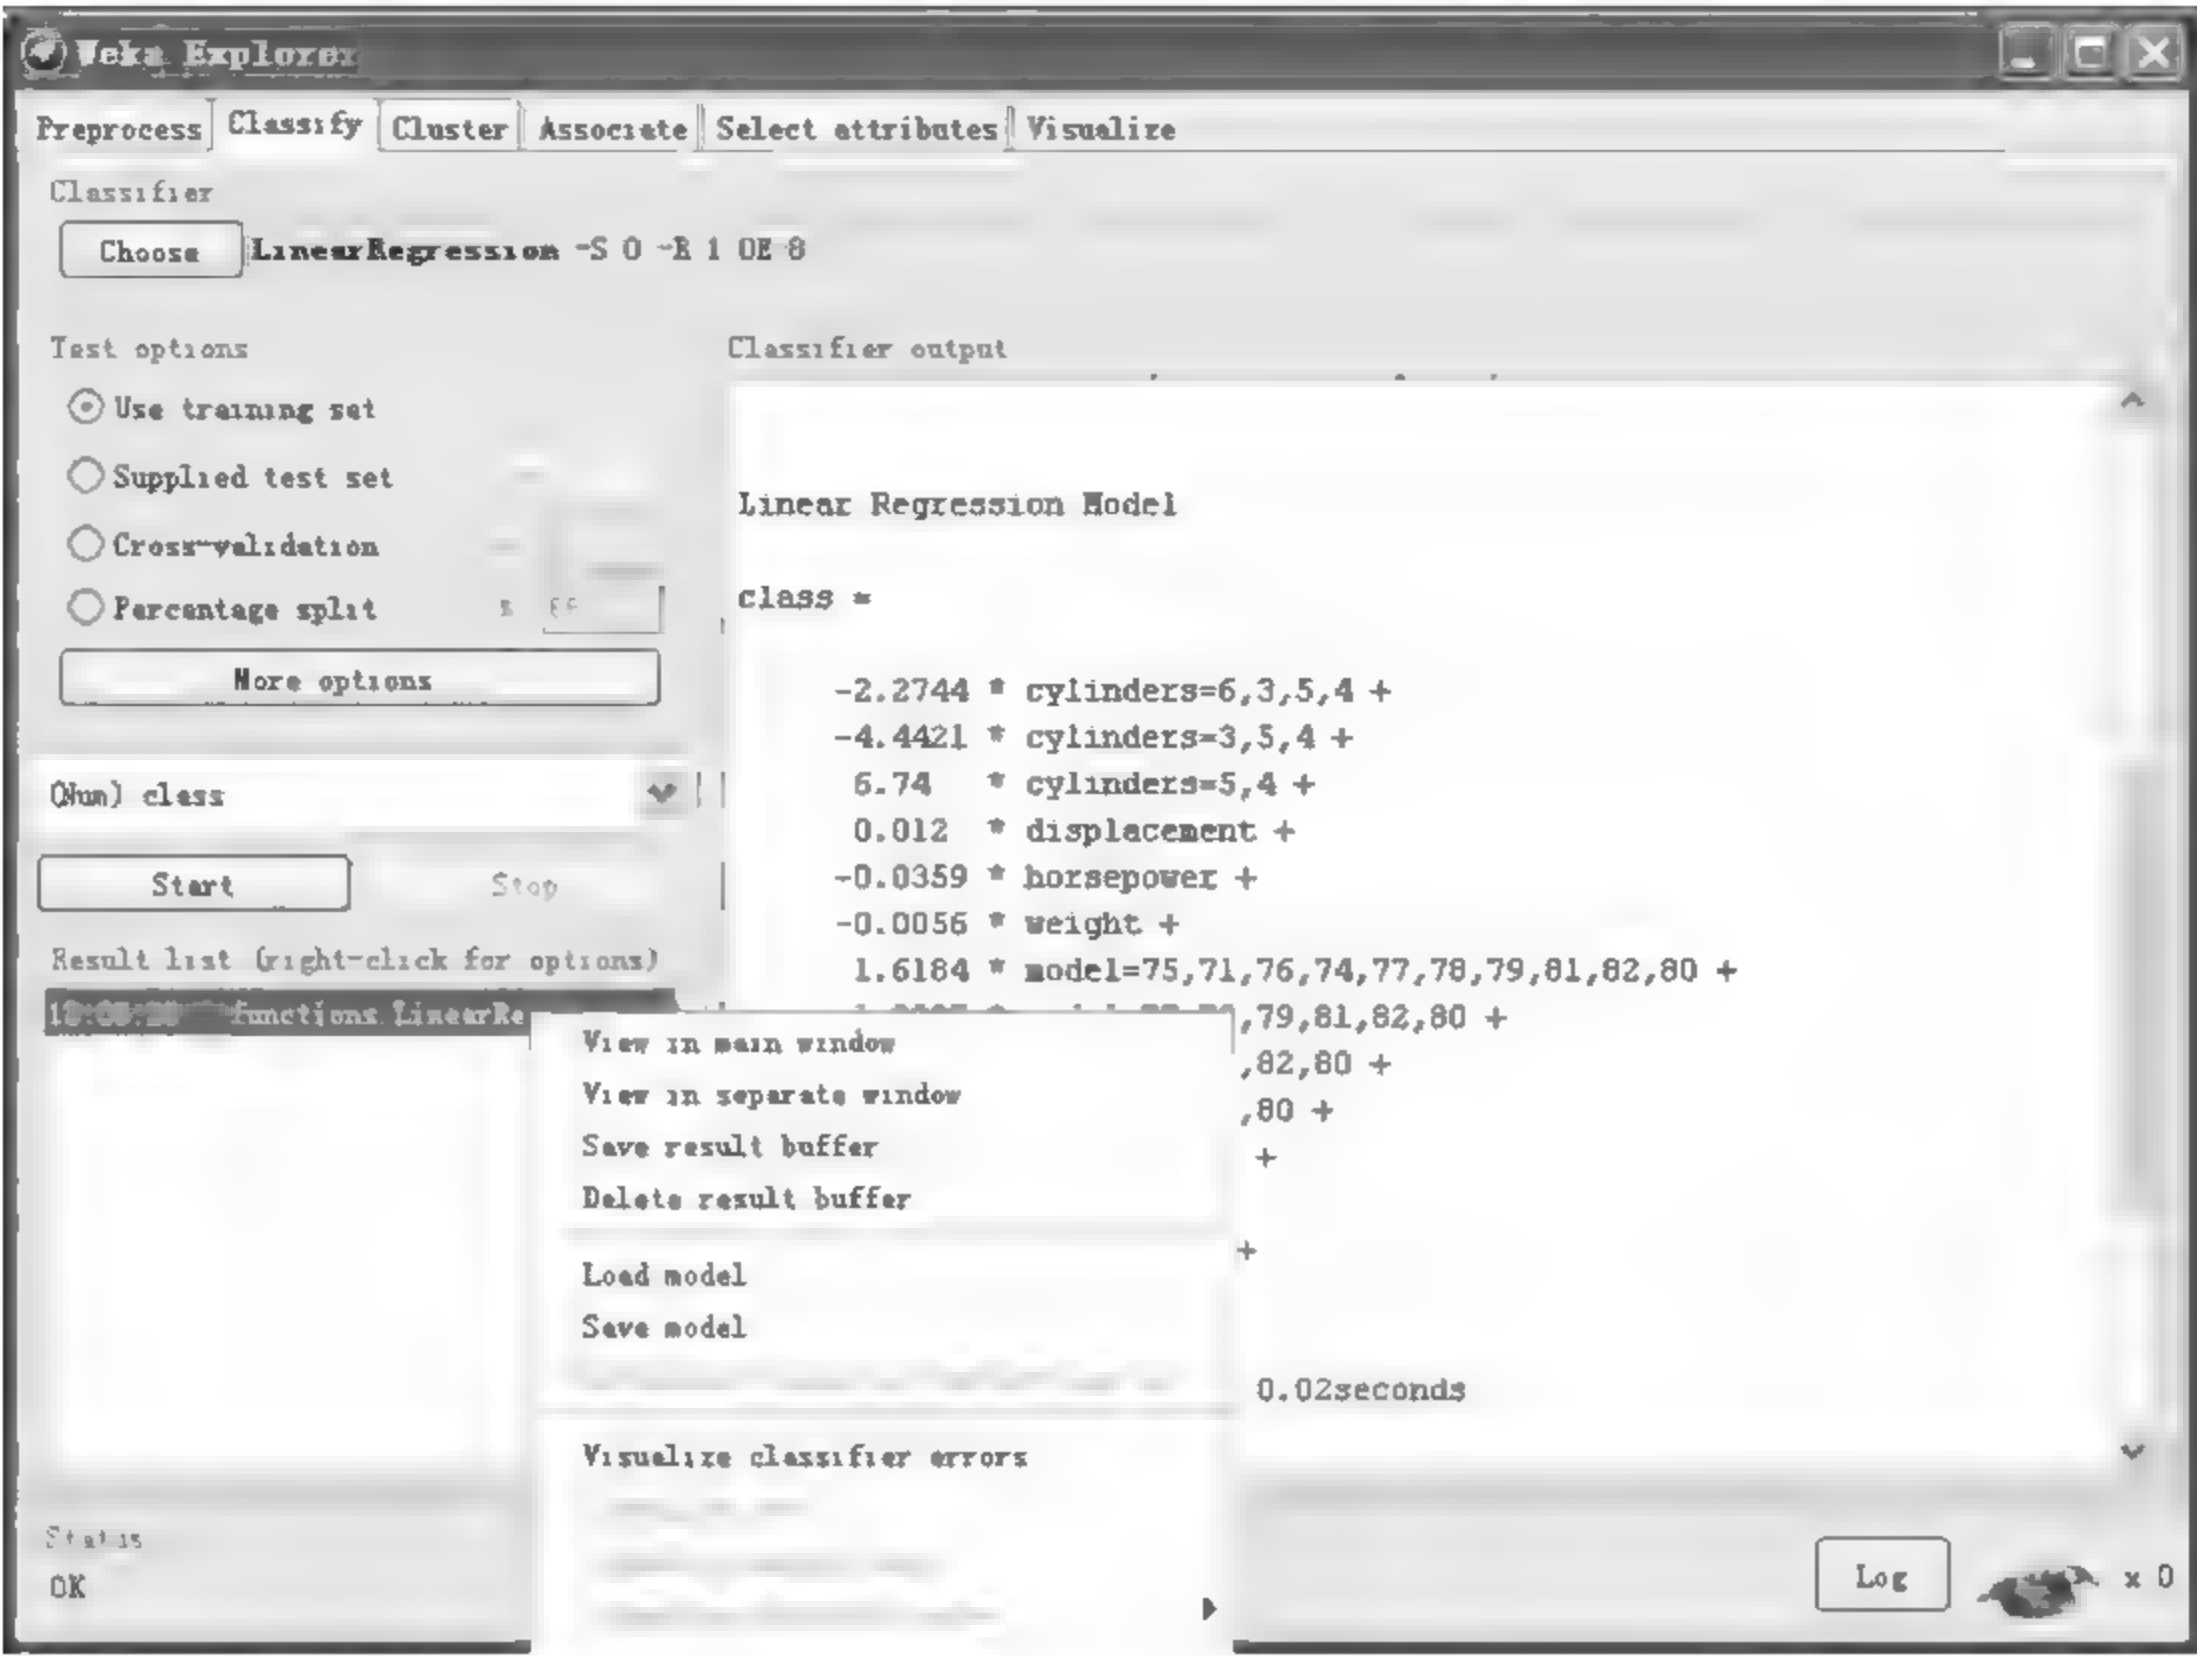 Weka Explorer
Preprocess Classify Cluster Associate Select attributes Visualize
Classifier
Choose LinearRegression -S 0 -R 1 0E 8
Test options
Use training set
Supplied test set
Cross-validation
Percentage split %
More options
(Num) class
Start Stop
Result list (right-click for options)
functions.LinearRe
Classifier output
Linear Regression Model
class =
-2.2744 * cylinders=6,3,5,4 +
-4.4421 * cylinders=3,5,4 +
6.74 * cylinders=5,4 +
0.012 * displacement +
-0.0359 * horsepower +
-0.0056 * weight +
1.6184 * model=75,71,76,74,77,78,79,81,82,80 +
,79,81,82,80 +
,82,80 +
,80 +
+
+
0.02seconds
View in main window
View in separate window
Save result buffer
Delete result buffer
Load model
Save model
Visualize classifier errors
Status
OK
Log x 0